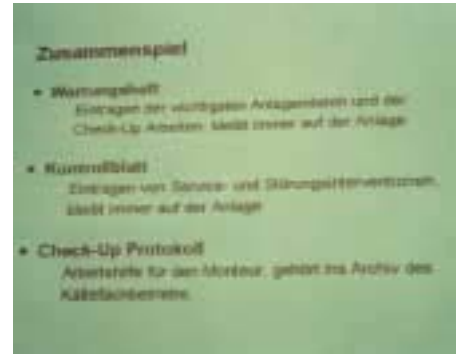 Zusammenspiel
• Wartungsheft
Eintragen der wichtigsten Anlagendaten und der
Check-Up Arbeiten, bleibt immer auf der Anlage
• Kontrollblatt
Eintragen von Service- und Störungsinterventionen,
bleibt immer auf der Anlage
• Check-Up Protokoll
Arbeitshilfe für den Monteur, gehört ins Archiv des
Kältefachbetriebs.